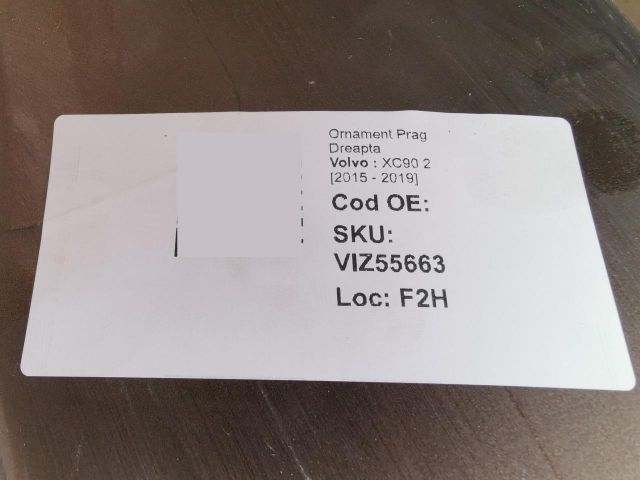 Ornament Prag
Dreapta
Volvo : XC90 2
[2015 - 2019]
Cod OE:
SKU:
VIZ55663
Loc: F2H